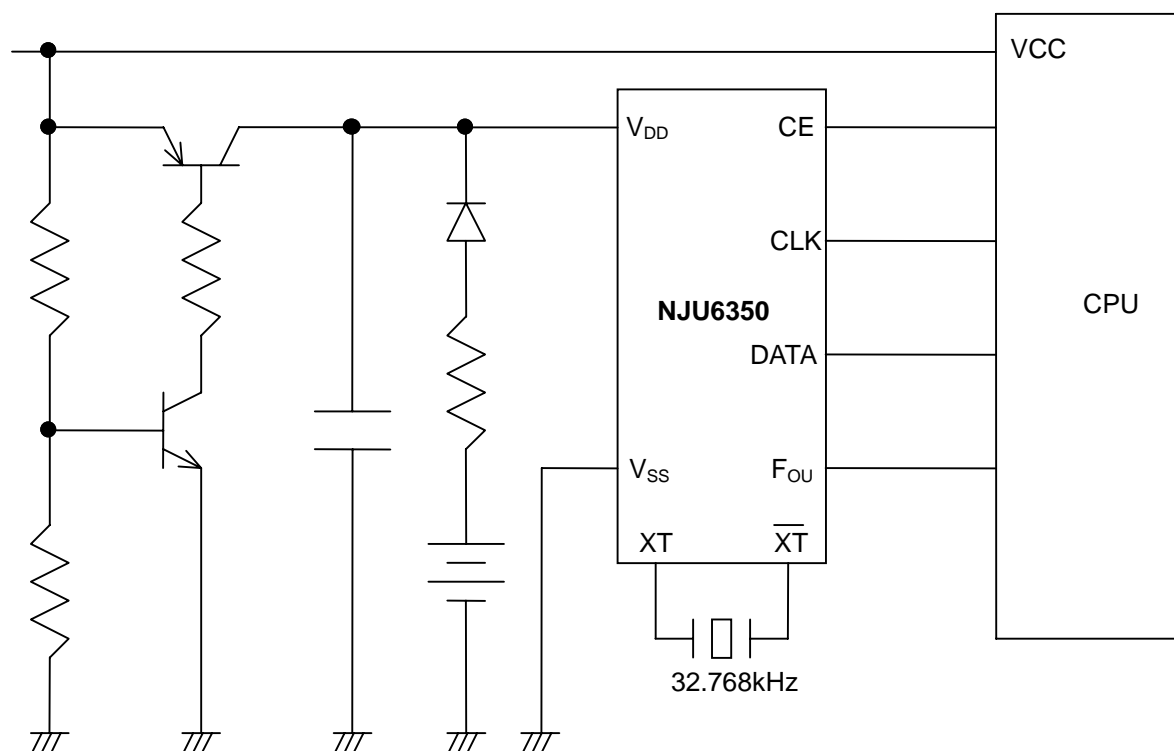 VCC
VDD CE
CLK
NJU6350
CPU
DATA
VSS FOU
XT XT
32.768kHz